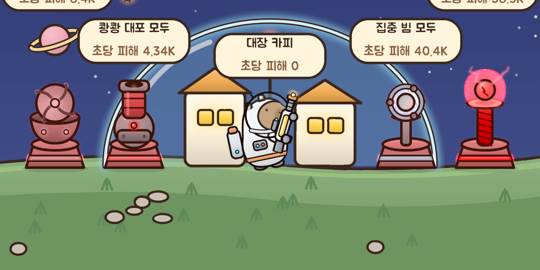 쾅쾅 대포 모두
초당 피해 4.34K
대장 카피
초당 피해 0
집중 빔 모두
초당 피해 40.4K